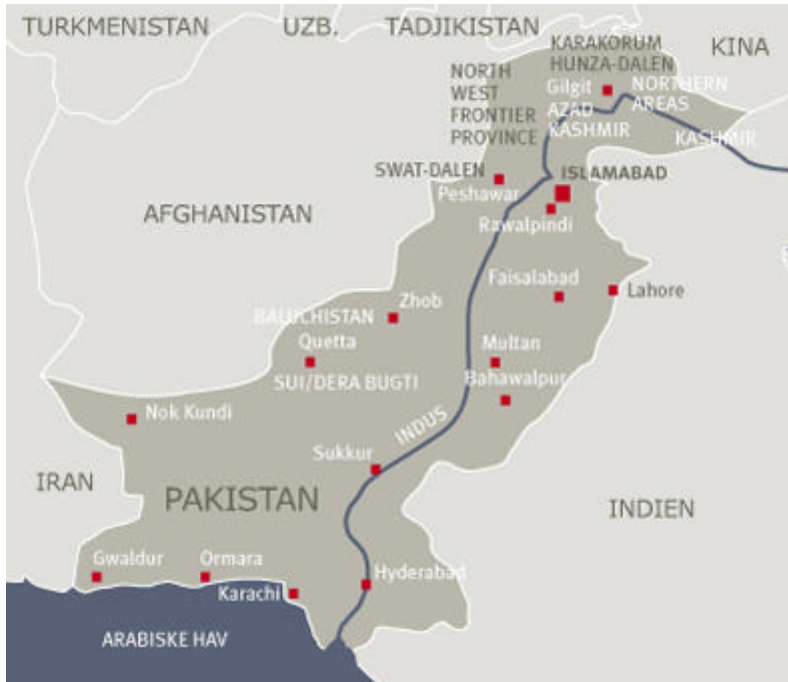 TURKMENISTAN
UZB.
TADJIKISTAN
KINA
KARAKORUM
HUNZA-DALEN
NORTH
WEST
FRONTIER
PROVINCE
Gilgit
NORTHERN
AREAS
AZAD
KASHMIR
KASHMIR
SWAT-DALEN
ISLAMABAD
Peshawar
Rawalpindi
AFGHANISTAN
Faisalabad
Lahore
Zhob
BALUCHISTAN
Quetta
Multan
SUI/DERA BUGTI
Bahawalpur
Nok Kundi
INDUS
Sukkur
IRAN
PAKISTAN
INDIEN
Gwaldur
Ormara
Hyderabad
Karachi
ARABISKE HAV